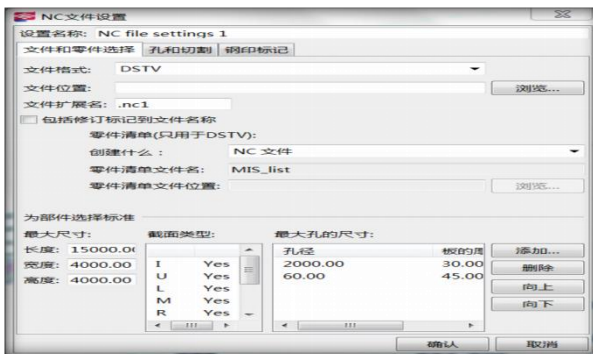 NC文件设置
设置名称: NC file settings 1
文件和零件选择 孔和切割 钢印标记
文件格式: DSTV
文件位置: 浏览...
文件扩展名: .nc1
包括修订标记到文件名称
零件清单(只用于DSTV):
创建什么: NC 文件
零件清单文件名: MIS_list
零件清单文件位置: 浏览...
为部件选择标准
最大尺寸: 截面类型: 最大孔的尺寸:
长度: 15000.0( 孔径 板的厚 添加...
宽度: 4000.00 I Yes 2000.00 30.00 删除
高度: 4000.00 U Yes 60.00 45.00
L Yes 向上
M Yes 向下
R Yes
确认 取消